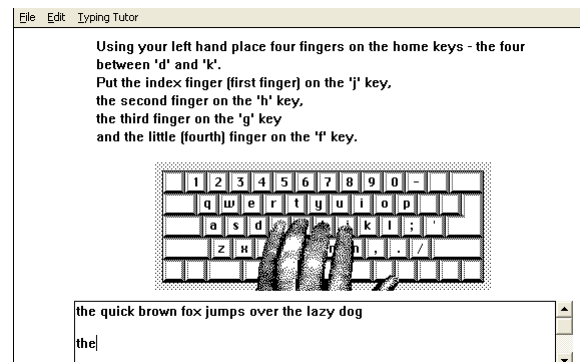 File Edit Typing Tutor
Using your left hand place four fingers on the home keys - the four
between 'd' and 'k'.
Put the index finger (first finger) on the 'j' key,
the second finger on the 'h' key,
the third finger on the 'g' key
and the little (fourth) finger on the 'f' key.
1 2 3 4 5 6 7 8 9 0 -
q w e r t y u i o p
a s d k l ; '
z x , . /
the quick brown fox jumps over the lazy dog
the